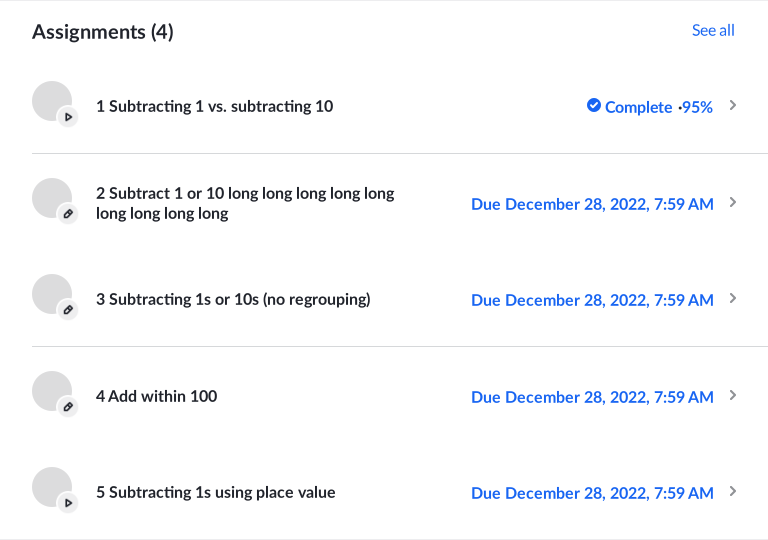 Assignments (4)
See all
1 Subtracting 1 vs. subtracting 10
Complete ·95%
2 Subtract 1 or 10 long long long long long
long long long long
Due December 28, 2022, 7:59 AM
3 Subtracting 1s or 10s (no regrouping)
Due December 28, 2022, 7:59 AM
4 Add within 100
Due December 28, 2022, 7:59 AM
5 Subtracting 1s using place value
Due December 28, 2022, 7:59 AM